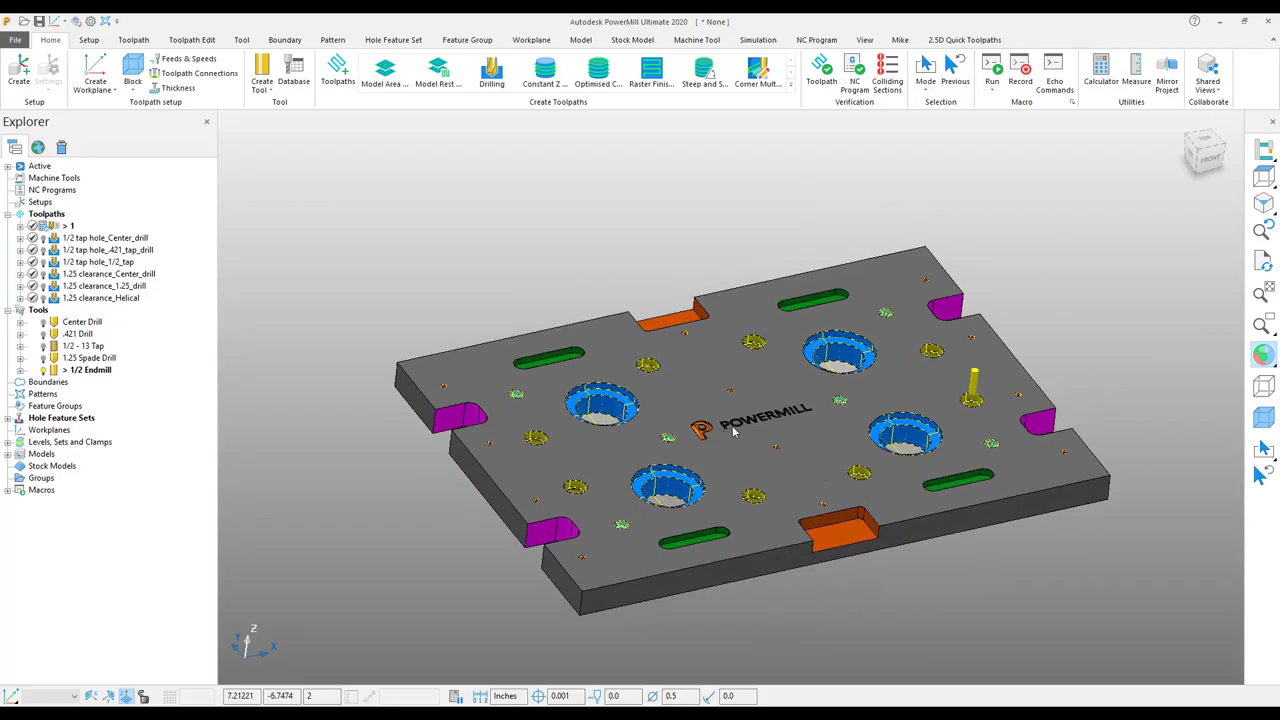 Autodesk PowerMill Ultimate 2020 [ * None ]
File Home Setup Toolpath Toolpath Edit Tool Boundary Pattern Hole Feature Set Feature Group Workplane Model Stock Model Machine Tool Simulation NC Program View Mike 2.5D Quick Toolpaths
Create
Settings
Setup
Create Workplane
Block
Feeds & Speeds
Toolpath Connections
Thickness
Toolpath setup
Create Tool
Database
Tool
Toolpaths
Model Area ...
Model Rest ...
Drilling
Constant Z ...
Optimised C...
Raster Finis...
Steep and S...
Corner Mult...
Create Toolpaths
Toolpath
NC Program
Colliding Sections
Verification
Mode
Previous
Selection
Run
Record
Echo Commands
Macro
Calculator
Measure
Mirror Project
Utilities
Shared Views
Collaborate
Explorer
Active
Machine Tools
NC Programs
Setups
Toolpaths
> 1
1/2 tap hole_Center_drill
1/2 tap hole_.421_tap_drill
1/2 tap hole_1/2_tap
1.25 clearance_Center_drill
1.25 clearance_1.25_drill
1.25 clearance_Helical
Tools
Center Drill
.421 Drill
1/2 - 13 Tap
1.25 Spade Drill
> 1/2 Endmill
Boundaries
Patterns
Feature Groups
Hole Feature Sets
Workplanes
Levels, Sets and Clamps
Models
Stock Models
Groups
Macros
TOP
FRONT
POWERMILL
Z
Y
X
7.21221 -6.7474 2 Inches 0.001 0.0 0.5 0.0